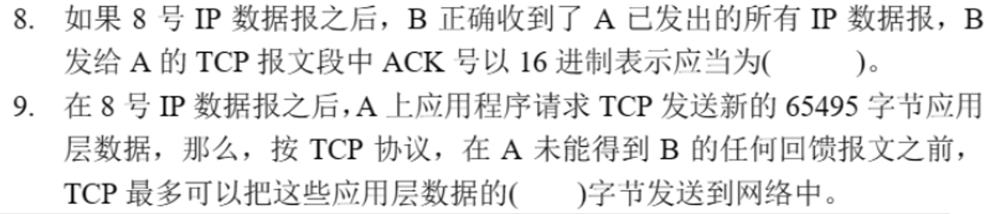 8. 如果 8 号 IP 数据报之后，B 正确收到了 A 已发出的所有 IP 数据报，B
发给 A 的 TCP 报文段中 ACK 号以 16 进制表示应当为(　　)。
9. 在 8 号 IP 数据报之后,A 上应用程序请求 TCP 发送新的 65495 字节应用
层数据，那么，按 TCP 协议，在 A 未能得到 B 的任何回馈报文之前，
TCP 最多可以把这些应用层数据的(　　)字节发送到网络中。